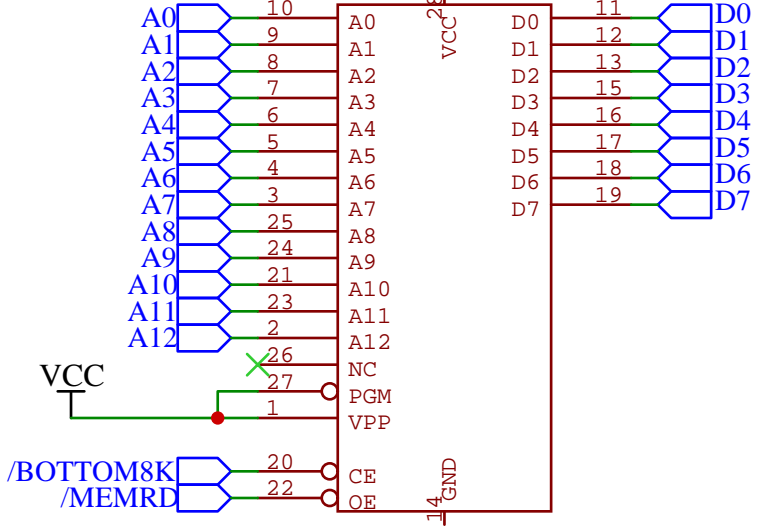 A0 10 A0 28 VCC D0 11 D0
A1 9 A1 D1 12 D1
A2 8 A2 D2 13 D2
A3 7 A3 D3 15 D3
A4 6 A4 D4 16 D4
A5 5 A5 D5 17 D5
A6 4 A6 D6 18 D6
A7 3 A7 D7 19 D7
A8 25 A8
A9 24 A9
A10 21 A10
A11 23 A11
A12 2 A12
26 NC
VCC 27 PGM
1 VPP
/BOTTOM8K 20 CE
/MEMRD 22 OE 14 GND